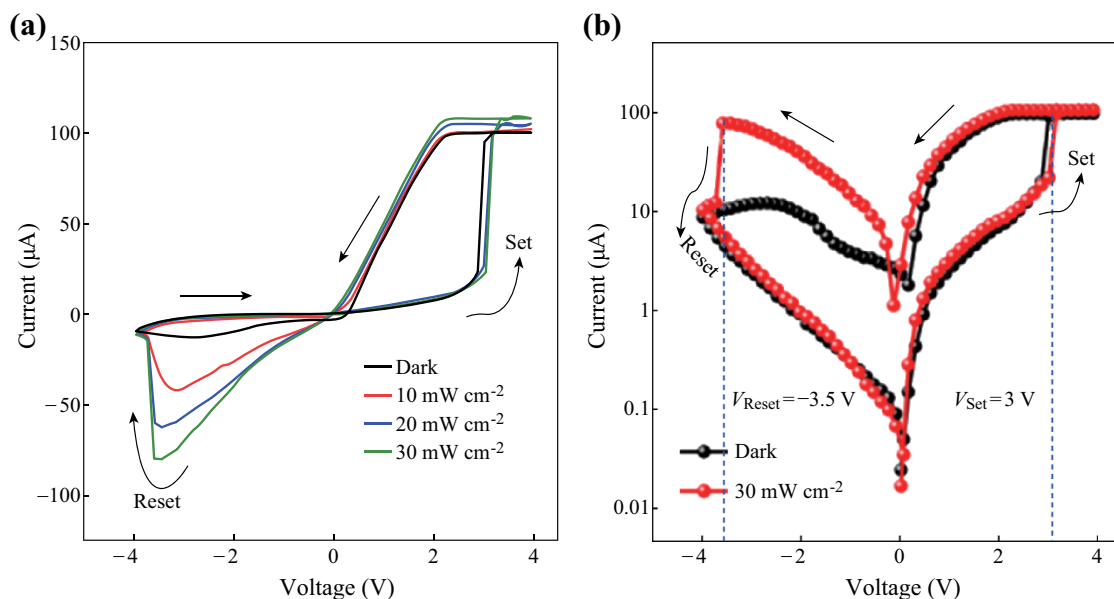 (a)
150
100
50
0
−50
−100
Current (µA)
−4
−2
0
2
4
Voltage (V)
Set
Reset
Dark
10 mW cm-2
20 mW cm-2
30 mW cm-2
(b)
100
10
1
0.1
0.01
Current (µA)
−4
−2
0
2
4
Voltage (V)
Set
Reset
VReset=−3.5 V
VSet=3 V
Dark
30 mW cm-2